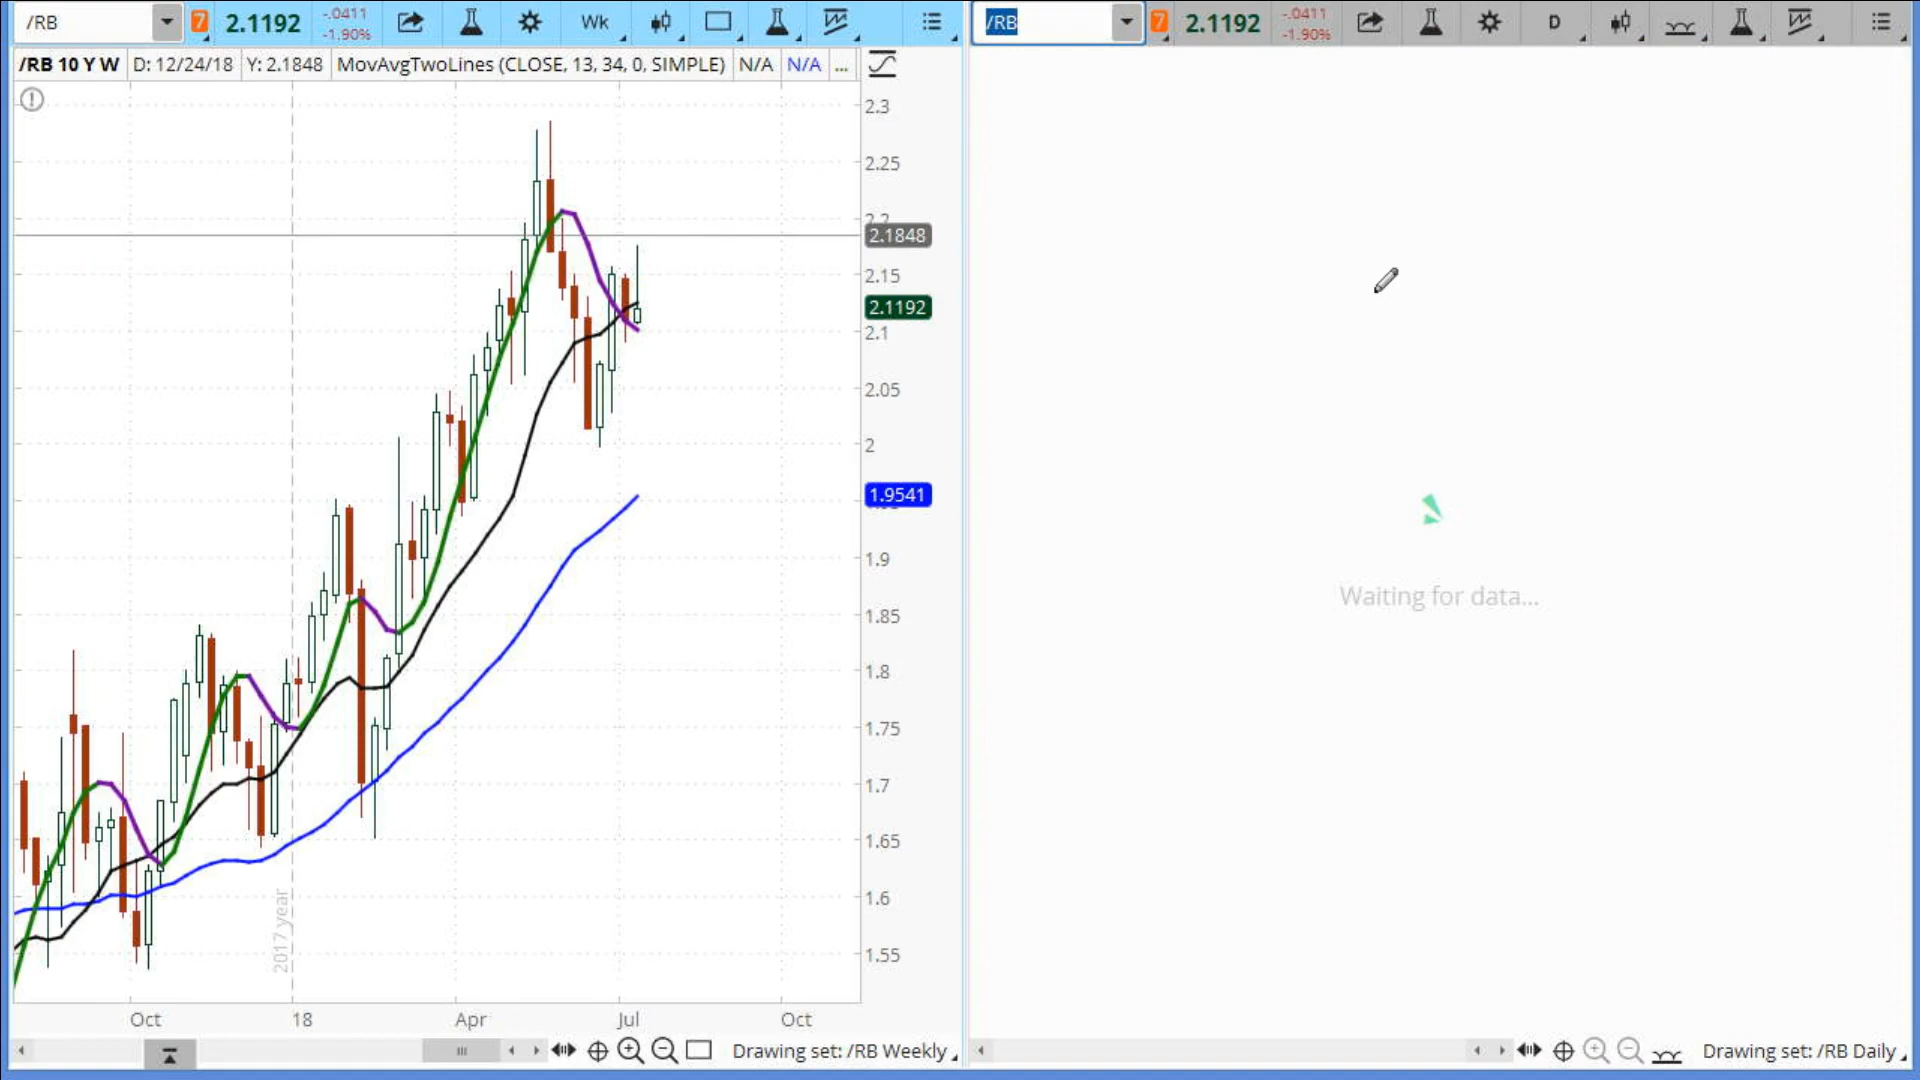 /RB 7 2.1192 -.0411 -1.90% Wk
/RB 10 Y W D: 12/24/18 Y: 2.1848 MovAvgTwoLines (CLOSE, 13, 34, 0, SIMPLE) N/A N/A ...
2.3
2.25
2.2
2.1848
2.15
2.1192
2.1
2.05
2
1.9541
1.9
1.85
1.8
1.75
1.7
1.65
1.6
1.55
2017 year
Oct 18 Apr Jul Oct
Drawing set: /RB Weekly
/RB 7 2.1192 -.0411 -1.90% D
Waiting for data...
Drawing set: /RB Daily